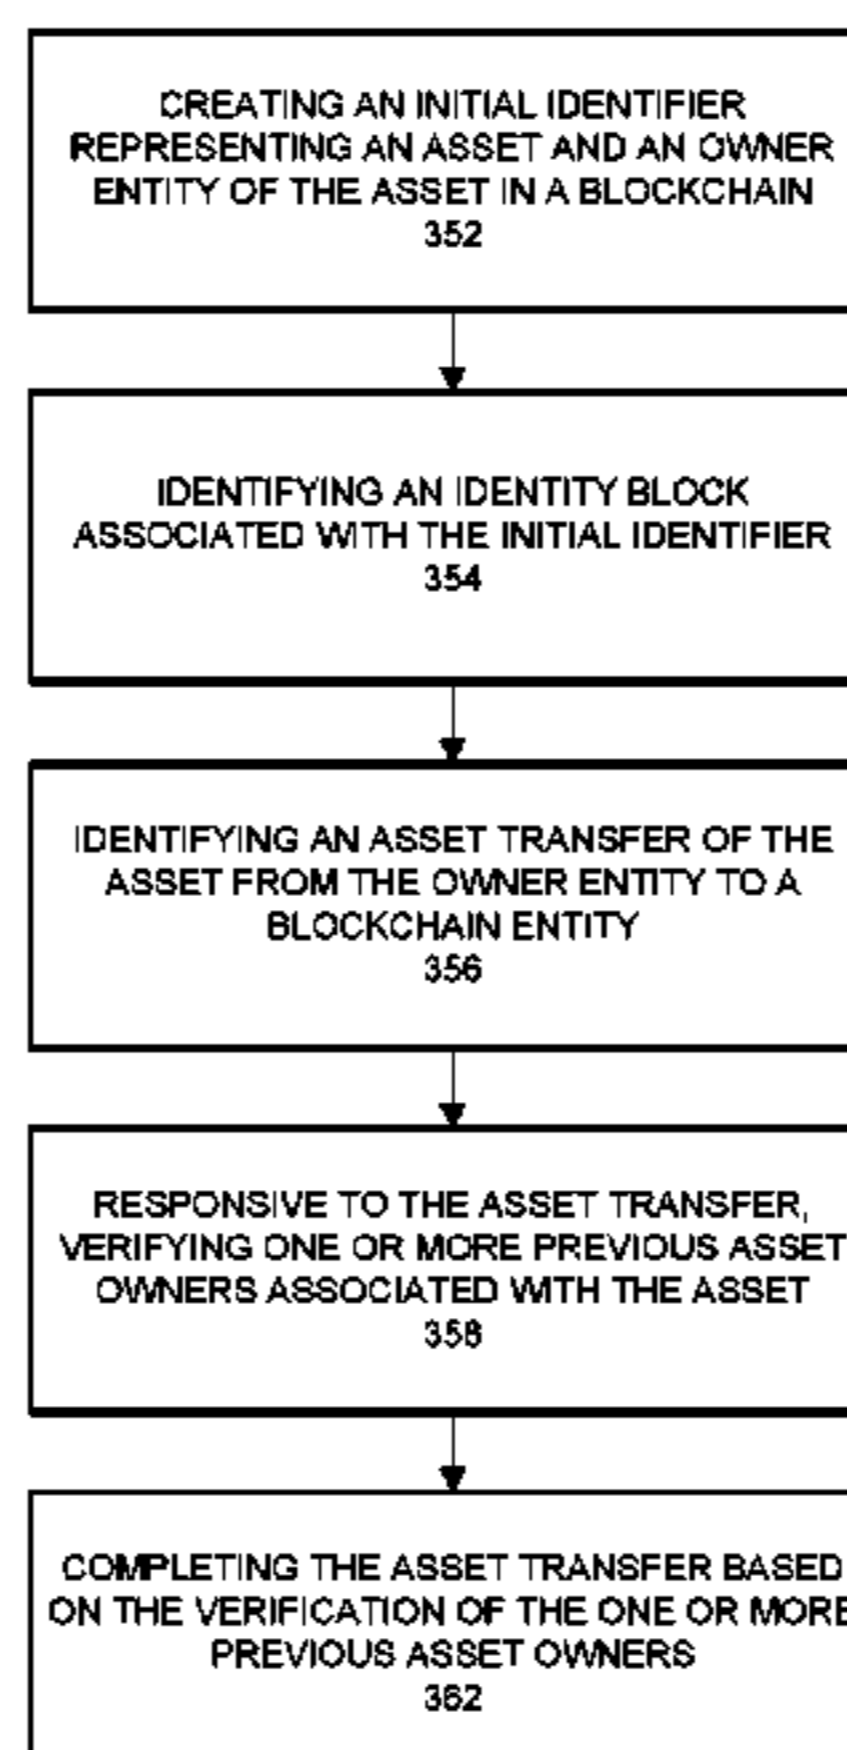 CREATING AN INITIAL IDENTIFIER
REPRESENTING AN ASSET AND AN OWNER
ENTITY OF THE ASSET IN A BLOCKCHAIN
352
IDENTIFYING AN IDENTITY BLOCK
ASSOCIATED WITH THE INITIAL IDENTIFIER
354
IDENTIFYING AN ASSET TRANSFER OF THE
ASSET FROM THE OWNER ENTITY TO A
BLOCKCHAIN ENTITY
356
RESPONSIVE TO THE ASSET TRANSFER,
VERIFYING ONE OR MORE PREVIOUS ASSET
OWNERS ASSOCIATED WITH THE ASSET
358
COMPLETING THE ASSET TRANSFER BASED
ON THE VERIFICATION OF THE ONE OR MORE
PREVIOUS ASSET OWNERS
362